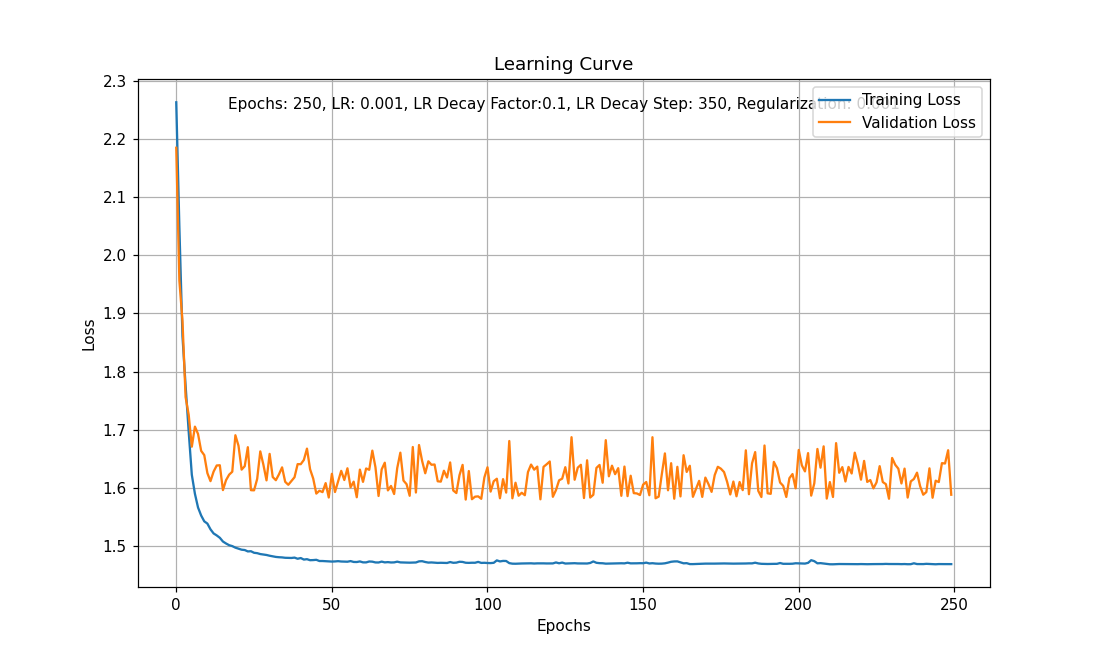 Learning Curve
Epochs: 250, LR: 0.001, LR Decay Factor:0.1, LR Decay Step: 350, Regularization: 0.001
Training Loss
Validation Loss
2.3
2.2
2.1
2.0
1.9
1.8
1.7
1.6
1.5
Loss
0 50 100 150 200 250
Epochs